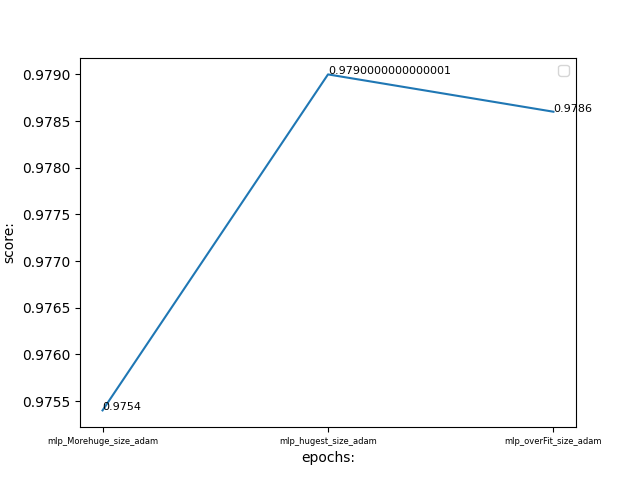 0.9790
0.9785
0.9780
0.9775
0.9770
0.9765
0.9760
0.9755
score:
0.9790000000000001
0.9786
0.9754
mlp_Morehuge_size_adam
mlp_hugest_size_adam
mlp_overFit_size_adam
epochs: